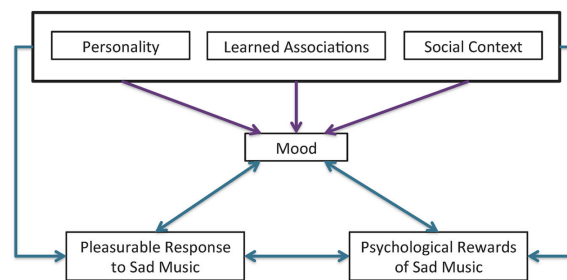 Personality
Learned Associations
Social Context
Mood
Pleasurable Response
to Sad Music
Psychological Rewards
of Sad Music